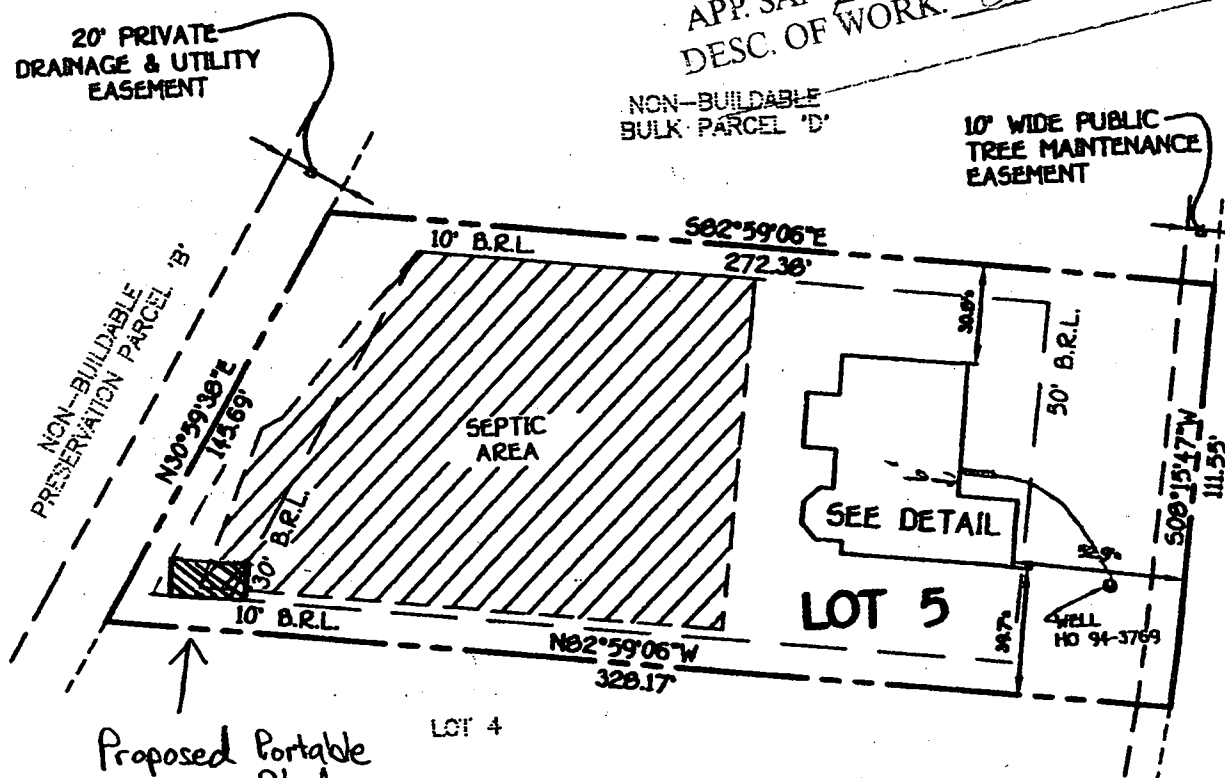 APP.
DESC. OF WORK:
20' PRIVATE
DRAINAGE & UTILITY
EASEMENT
NON-BUILDABLE
BULK PARCEL 'D'
10' WIDE PUBLIC
TREE MAINTENANCE
EASEMENT
S82°59'06"E
272.38'
10' B.R.L.
NON-BUILDABLE
PRESERVATION PARCEL 'B'
N30°59'38"E
145.69'
50' B.R.L.
SEPTIC
AREA
S08°15'47"W
111.55'
SEE DETAIL
30' B.R.L.
LOT 5
WELL
HO 94-3769
10' B.R.L.
N82°59'06"W
328.17'
LOT 4
Proposed Portable